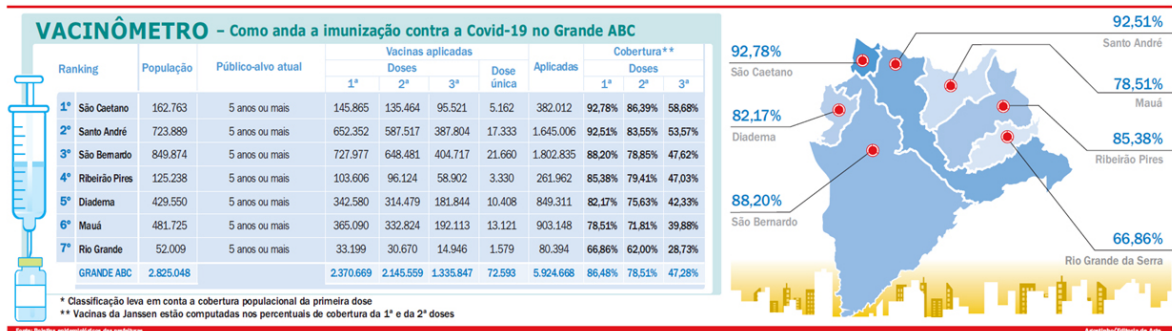 VACINÔMETRO – Como anda a imunização contra a Covid-19 no Grande ABC
Ranking População Público-alvo atual Vacinas aplicadas Aplicadas Cobertura**
Doses Dose única Doses
1ª 2ª 3ª 1ª 2ª 3ª
1º São Caetano 162.763 5 anos ou mais 145.865 135.464 95.521 5.162 382.012 92,78% 86,39% 58,68%
2º Santo André 723.889 5 anos ou mais 652.352 587.517 387.804 17.333 1.645.006 92,51% 83,55% 53,57%
3º São Bernardo 849.874 5 anos ou mais 727.977 648.481 404.717 21.660 1.802.835 88,20% 78,85% 47,62%
4º Ribeirão Pires 125.238 5 anos ou mais 103.606 96.124 58.902 3.330 261.962 85,38% 79,41% 47,03%
5º Diadema 429.550 5 anos ou mais 342.580 314.479 181.844 10.408 849.311 82,17% 75,63% 42,33%
6º Mauá 481.725 5 anos ou mais 365.090 332.824 192.113 13.121 903.148 78,51% 71,81% 39,88%
7º Rio Grande 52.009 5 anos ou mais 33.199 30.670 14.946 1.579 80.394 66,86% 62,00% 28,73%
GRANDE ABC 2.825.048 2.370.669 2.145.559 1.335.847 72.593 5.924.668 86,48% 78,51% 47,28%
* Classificação leva em conta a cobertura populacional da primeira dose
** Vacinas da Janssen estão computadas nos percentuais de cobertura da 1ª e da 2ª doses
92,78%
São Caetano
82,17%
Diadema
88,20%
São Bernardo
92,51%
Santo André
78,51%
Mauá
85,38%
Ribeirão Pires
66,86%
Rio Grande da Serra